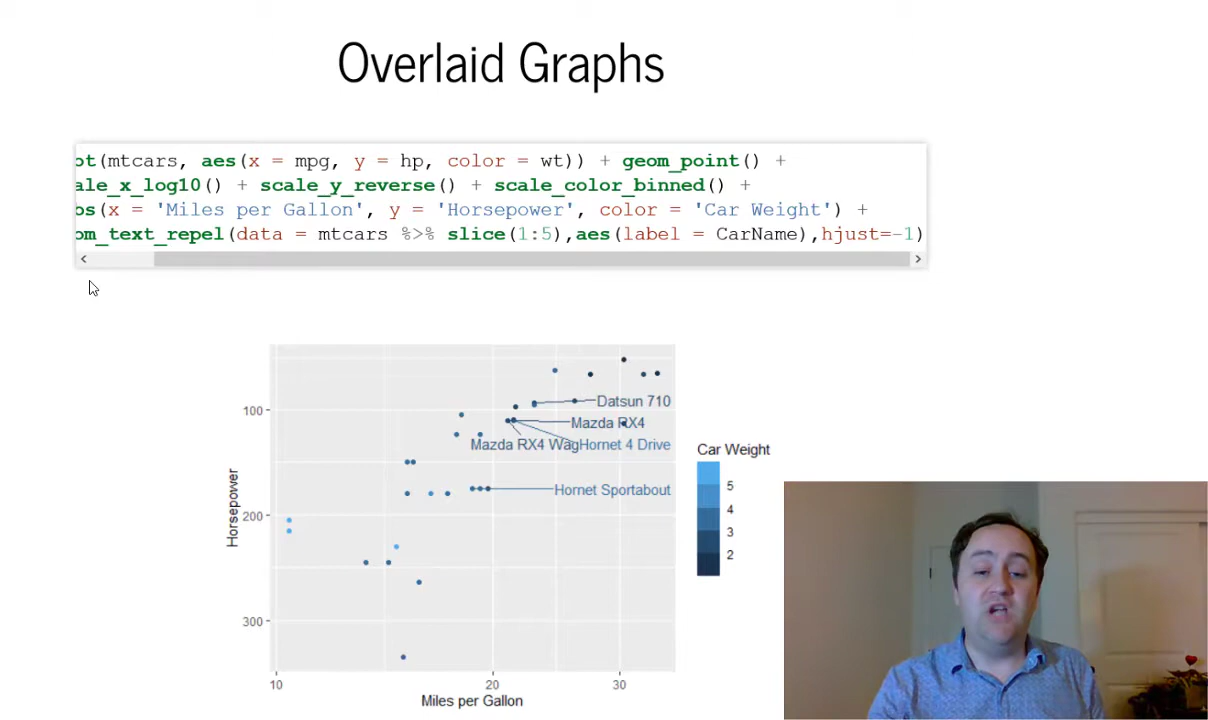 Overlaid Graphs
ot(mtcars, aes(x = mpg, y = hp, color = wt)) + geom_point() +
ale_x_log10() + scale_y_reverse() + scale_color_binned() +
os(x = 'Miles per Gallon', y = 'Horsepower', color = 'Car Weight') +
om_text_repel(data = mtcars %>% slice(1:5),aes(label = CarName),hjust=-1)
100
200
300
Horsepower
Datsun 710
Mazda RX4
Mazda RX4 Wag
Hornet 4 Drive
Hornet Sportabout
Car Weight
5
4
3
2
10 20 30
Miles per Gallon